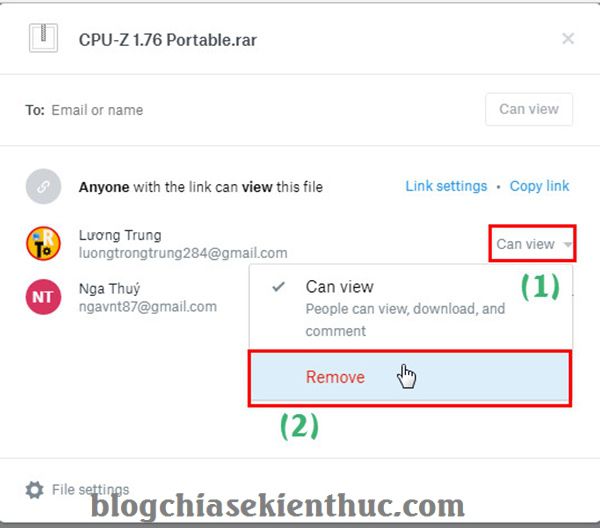 CPU-Z 1.76 Portable.rar
To: Email or name
Can view
Anyone with the link can view this file
Link settings • Copy link
Lương Trung
luongtrongtrung284@gmail.com
Can view
(1)
NT
Nga Thuý
ngavnt87@gmail.com
Can view
People can view, download, and
comment
Remove
(2)
File settings
blogchiasekienthuc.com